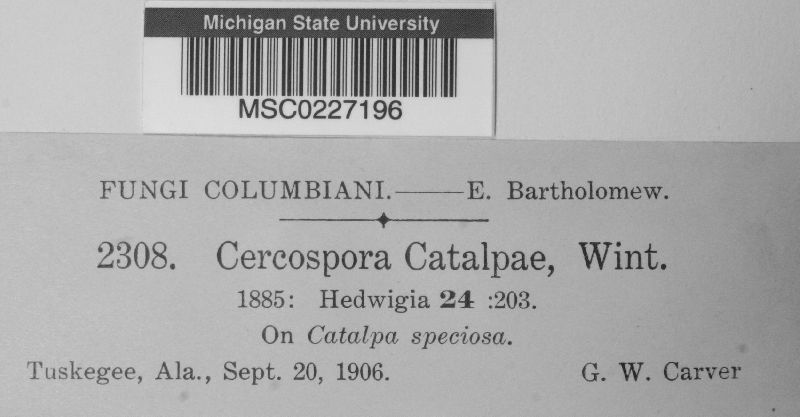 Michigan State University
MSC0227196
FUNGI COLUMBIANI.——E. Bartholomew.
2308. Cercospora Catalpae, Wint.
1885: Hedwigia 24 :203.
On Catalpa speciosa.
Tuskegee, Ala., Sept. 20, 1906. G. W. Carver